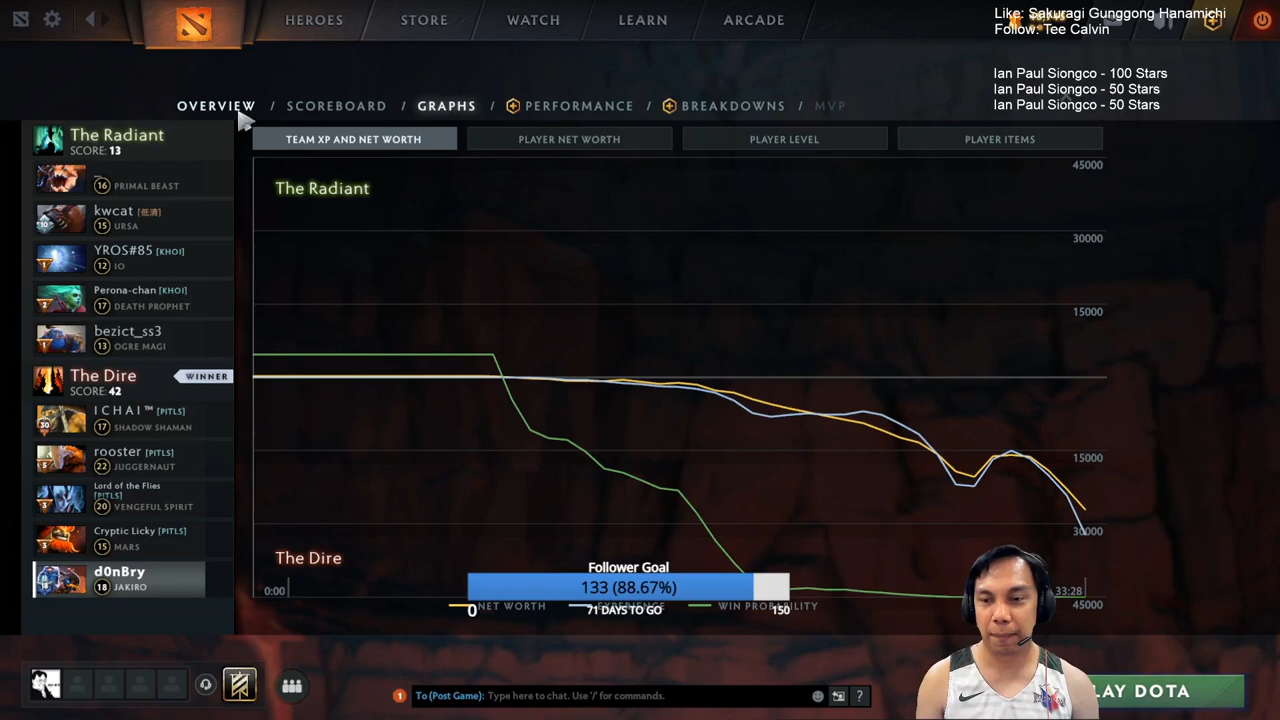 HEROES
STORE
WATCH
LEARN
ARCADE
Like: Sakuragi Gunggong Hanamichi
Follow: Tee Calvin
Ian Paul Siongco - 100 Stars
Ian Paul Siongco - 50 Stars
Ian Paul Siongco - 50 Stars
OVERVIEW / SCOREBOARD / GRAPHS / PERFORMANCE / BREAKDOWNS / MVP
TEAM XP AND NET WORTH
PLAYER NET WORTH
PLAYER LEVEL
PLAYER ITEMS
The Radiant
SCORE: 13
16 PRIMAL BEAST
kwcat [低清]
15 URSA
YROS#85 [KHOI]
12 IO
Perona-chan [KHOI]
17 DEATH PROPHET
bezict_ss3
13 OGRE MAGI
The Dire
WINNER
SCORE: 42
I C H A I ™ [PITLS]
17 SHADOW SHAMAN
rooster [PITLS]
22 JUGGERNAUT
Lord of the Flies
[PITLS]
20 VENGEFUL SPIRIT
Cryptic Licky [PITLS]
15 MARS
d0nBry
18 JAKIRO
The Radiant
45000
30000
15000
15000
30000
45000
The Dire
0:00
33:28
Follower Goal
133 (88.67%)
0
71 DAYS TO GO
150
NET WORTH
EXPERIENCE
WIN PROBABILITY
1
To (Post Game): Type here to chat. Use '/' for commands.
?
LAY DOTA